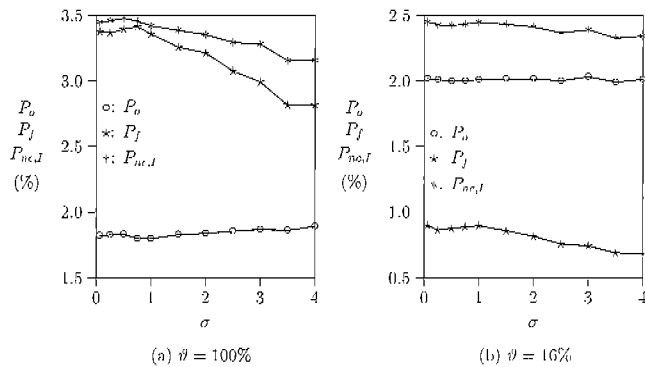 3.5
3.0
2.5
2.0
1.5
P_o
P_f
P_{nc,I}
(%)
○: P_o
*: P_f
+: P_{nc,I}
0 1 2 3 4
σ
(a) ϑ = 100%
2.5
2.0
1.5
1.0
0.5
P_o
P_f
P_{nc,I}
(%)
○: P_o
*: P_f
+: P_{nc,I}
0 1 2 3 4
σ
(b) ϑ = 16%